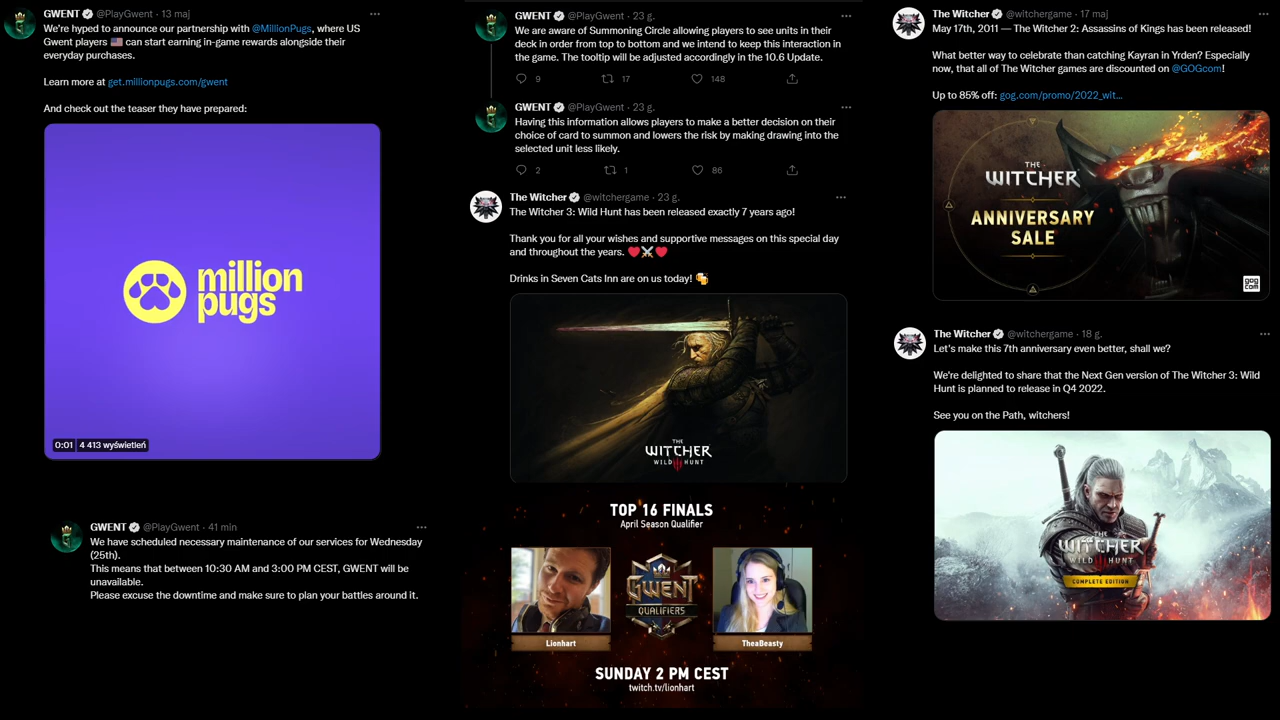 GWENT @PlayGwent · 13 maj
We're hyped to announce our partnership with @MillionPugs, where US
Gwent players 🇺🇸 can start earning in-game rewards alongside their
everyday purchases.
Learn more at get.millionpugs.com/gwent
And check out the teaser they have prepared:
million
pugs
0:01 4 413 wyświetleń
GWENT @PlayGwent · 41 min
We have scheduled necessary maintenance of our services for Wednesday
(25th).
This means that between 10:30 AM and 3:00 PM CEST, GWENT will be
unavailable.
Please excuse the downtime and make sure to plan your battles around it.
GWENT @PlayGwent · 23 g.
We are aware of Summoning Circle allowing players to see units in their
deck in order from top to bottom and we intend to keep this interaction in
the game. The tooltip will be adjusted accordingly in the 10.6 Update.
9 17 148
GWENT @PlayGwent · 23 g.
Having this information allows players to make a better decision on their
choice of card to summon and lowers the risk by making drawing into the
selected unit less likely.
2 1 86
The Witcher @witchergame · 23 g.
The Witcher 3: Wild Hunt has been released exactly 7 years ago!
Thank you for all your wishes and supportive messages on this special day
and throughout the years. ❤️⚔️❤️
Drinks in Seven Cats Inn are on us today! 🍻
THE
WITCHER
WILD HUNT
TOP 16 FINALS
April Season Qualifier
GWENT
QUALIFIERS
Lionhart TheaBeasty
SUNDAY 2 PM CEST
twitch.tv/lionhart
The Witcher @witchergame · 17 maj
May 17th, 2011 — The Witcher 2: Assassins of Kings has been released!
What better way to celebrate than catching Kayran in Yrden? Especially
now, that all of The Witcher games are discounted on @GOGcom!
Up to 85% off: gog.com/promo/2022_wit...
THE
WITCHER
ANNIVERSARY
SALE
gog
com
The Witcher @witchergame · 18 g.
Let's make this 7th anniversary even better, shall we?
We're delighted to share that the Next Gen version of The Witcher 3: Wild
Hunt is planned to release in Q4 2022.
See you on the Path, witchers!
THE
WITCHER
WILD HUNT
COMPLETE EDITION